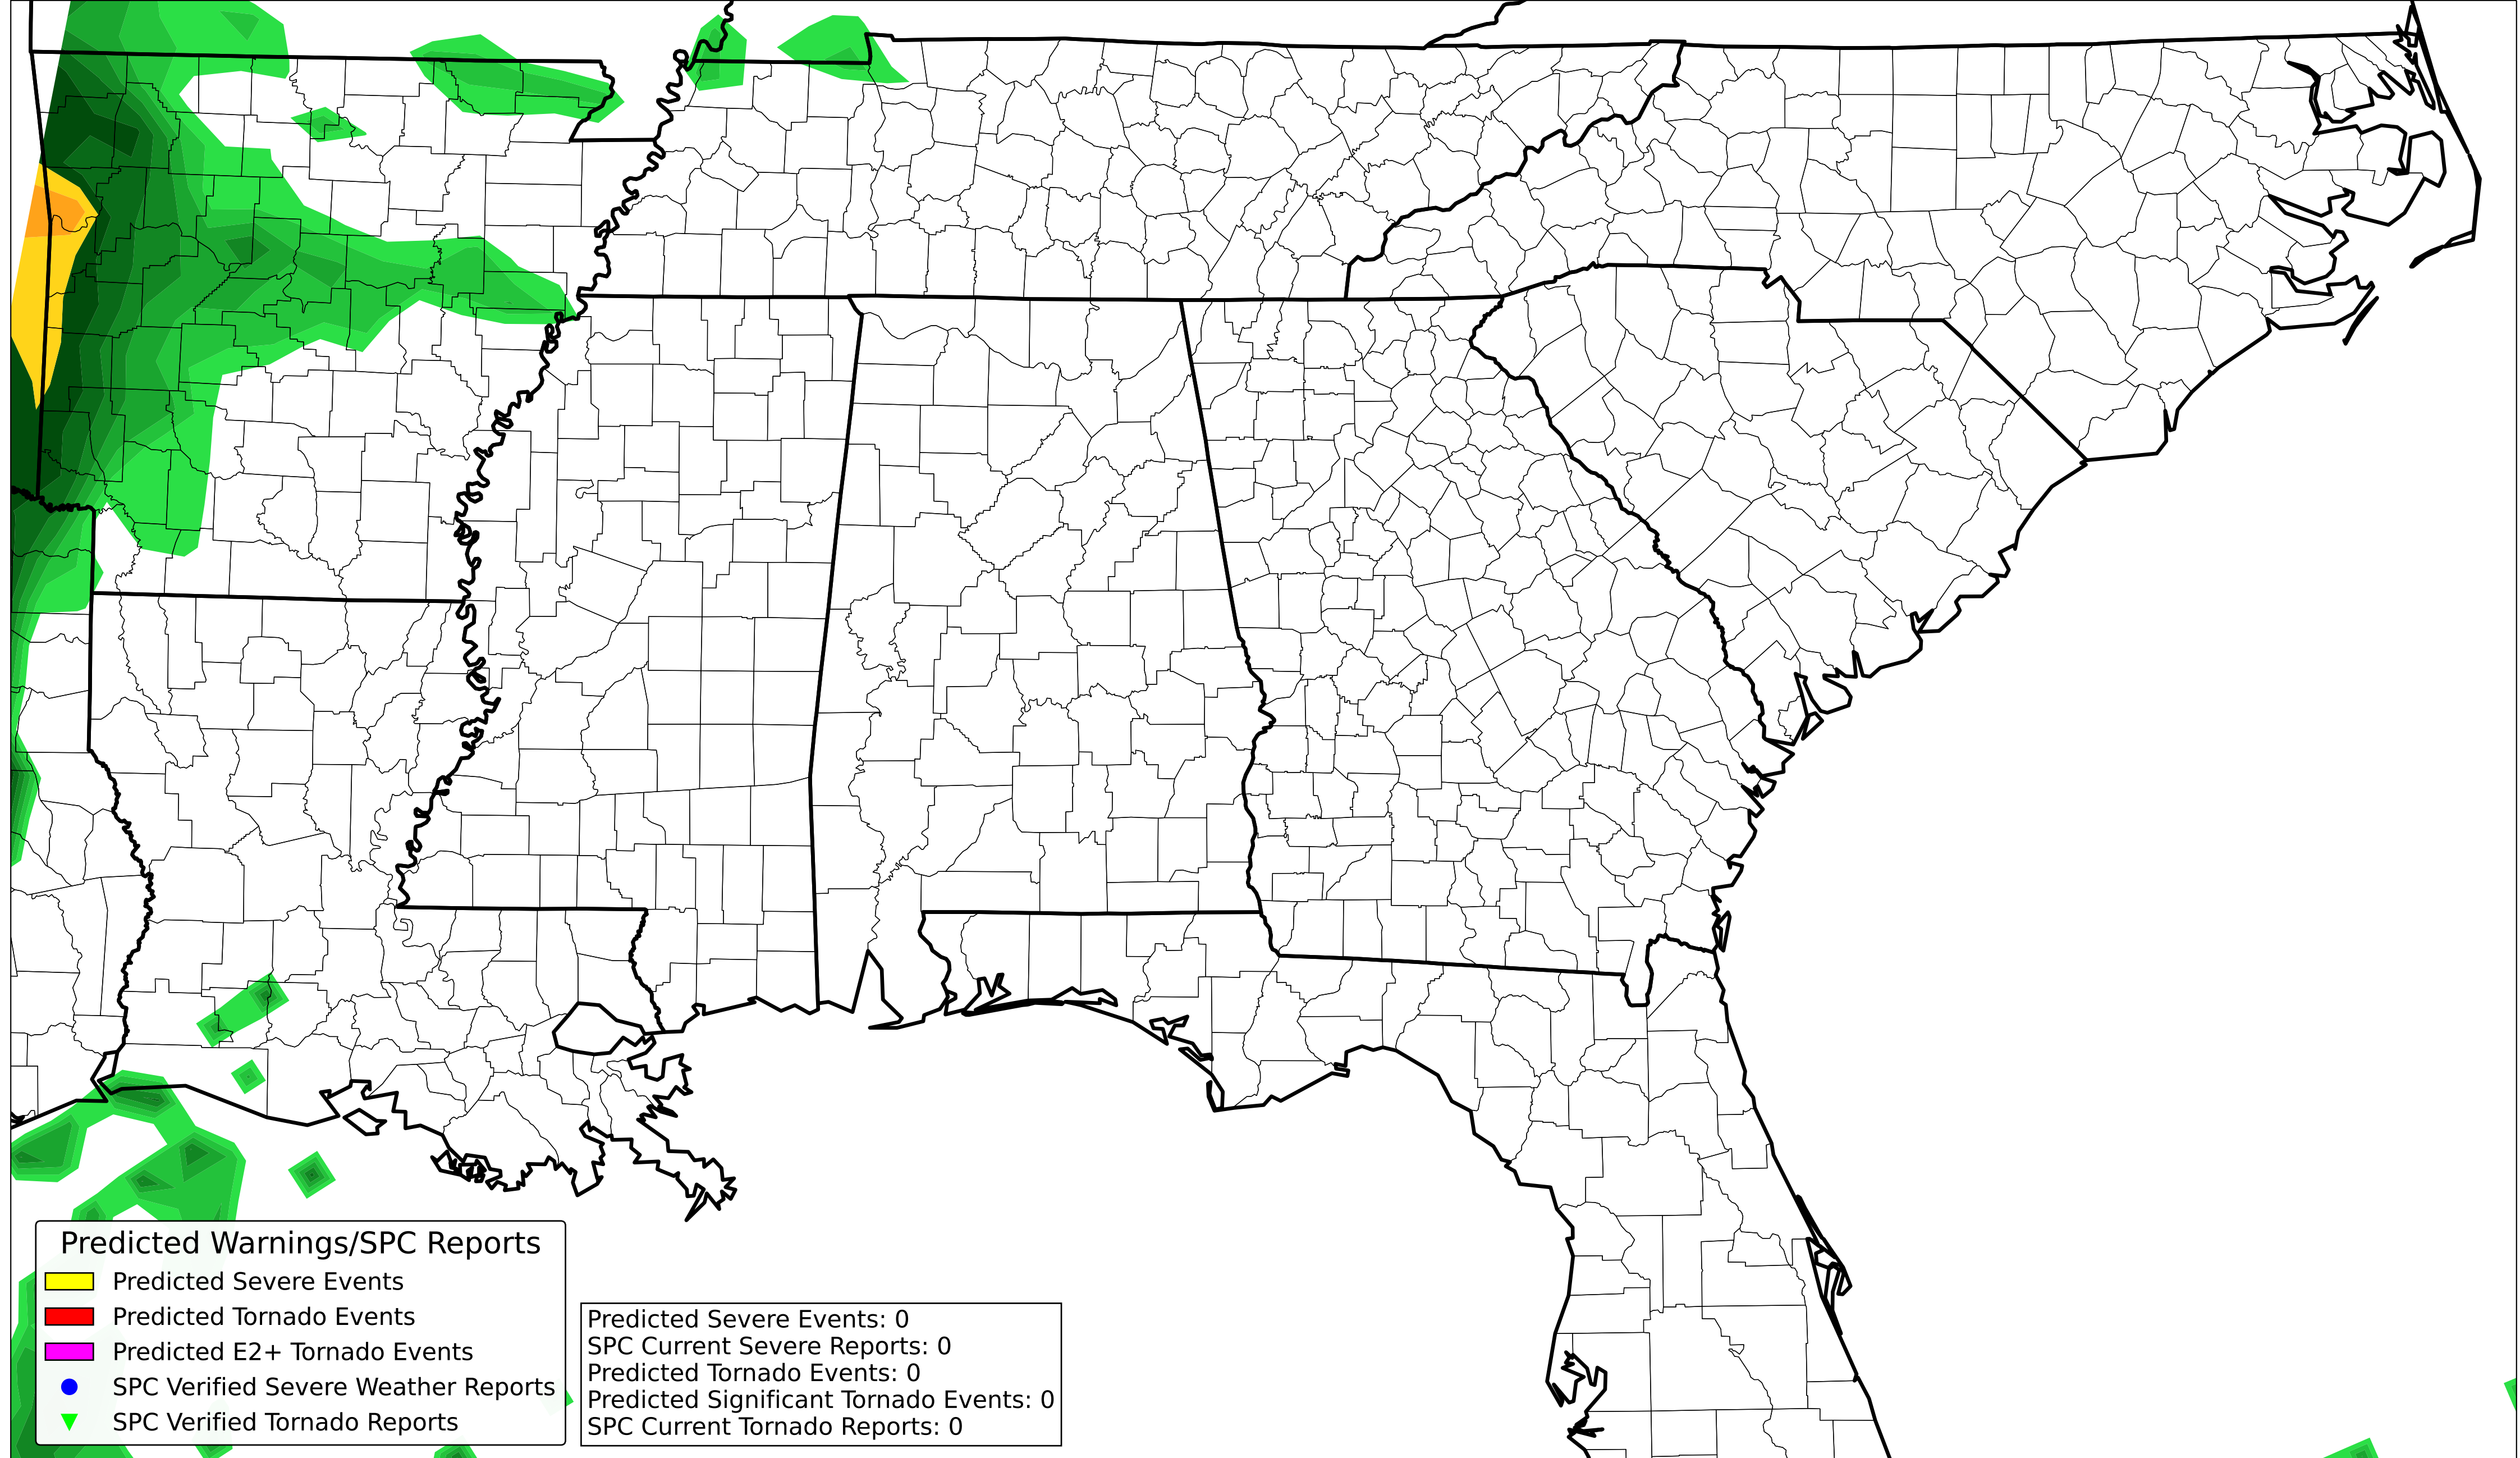 Predicted Warnings/SPC Reports
Predicted Severe Events
Predicted Tornado Events
Predicted E2+ Tornado Events
SPC Verified Severe Weather Reports
SPC Verified Tornado Reports
Predicted Severe Events: 0
SPC Current Severe Reports: 0
Predicted Tornado Events: 0
Predicted Significant Tornado Events: 0
SPC Current Tornado Reports: 0